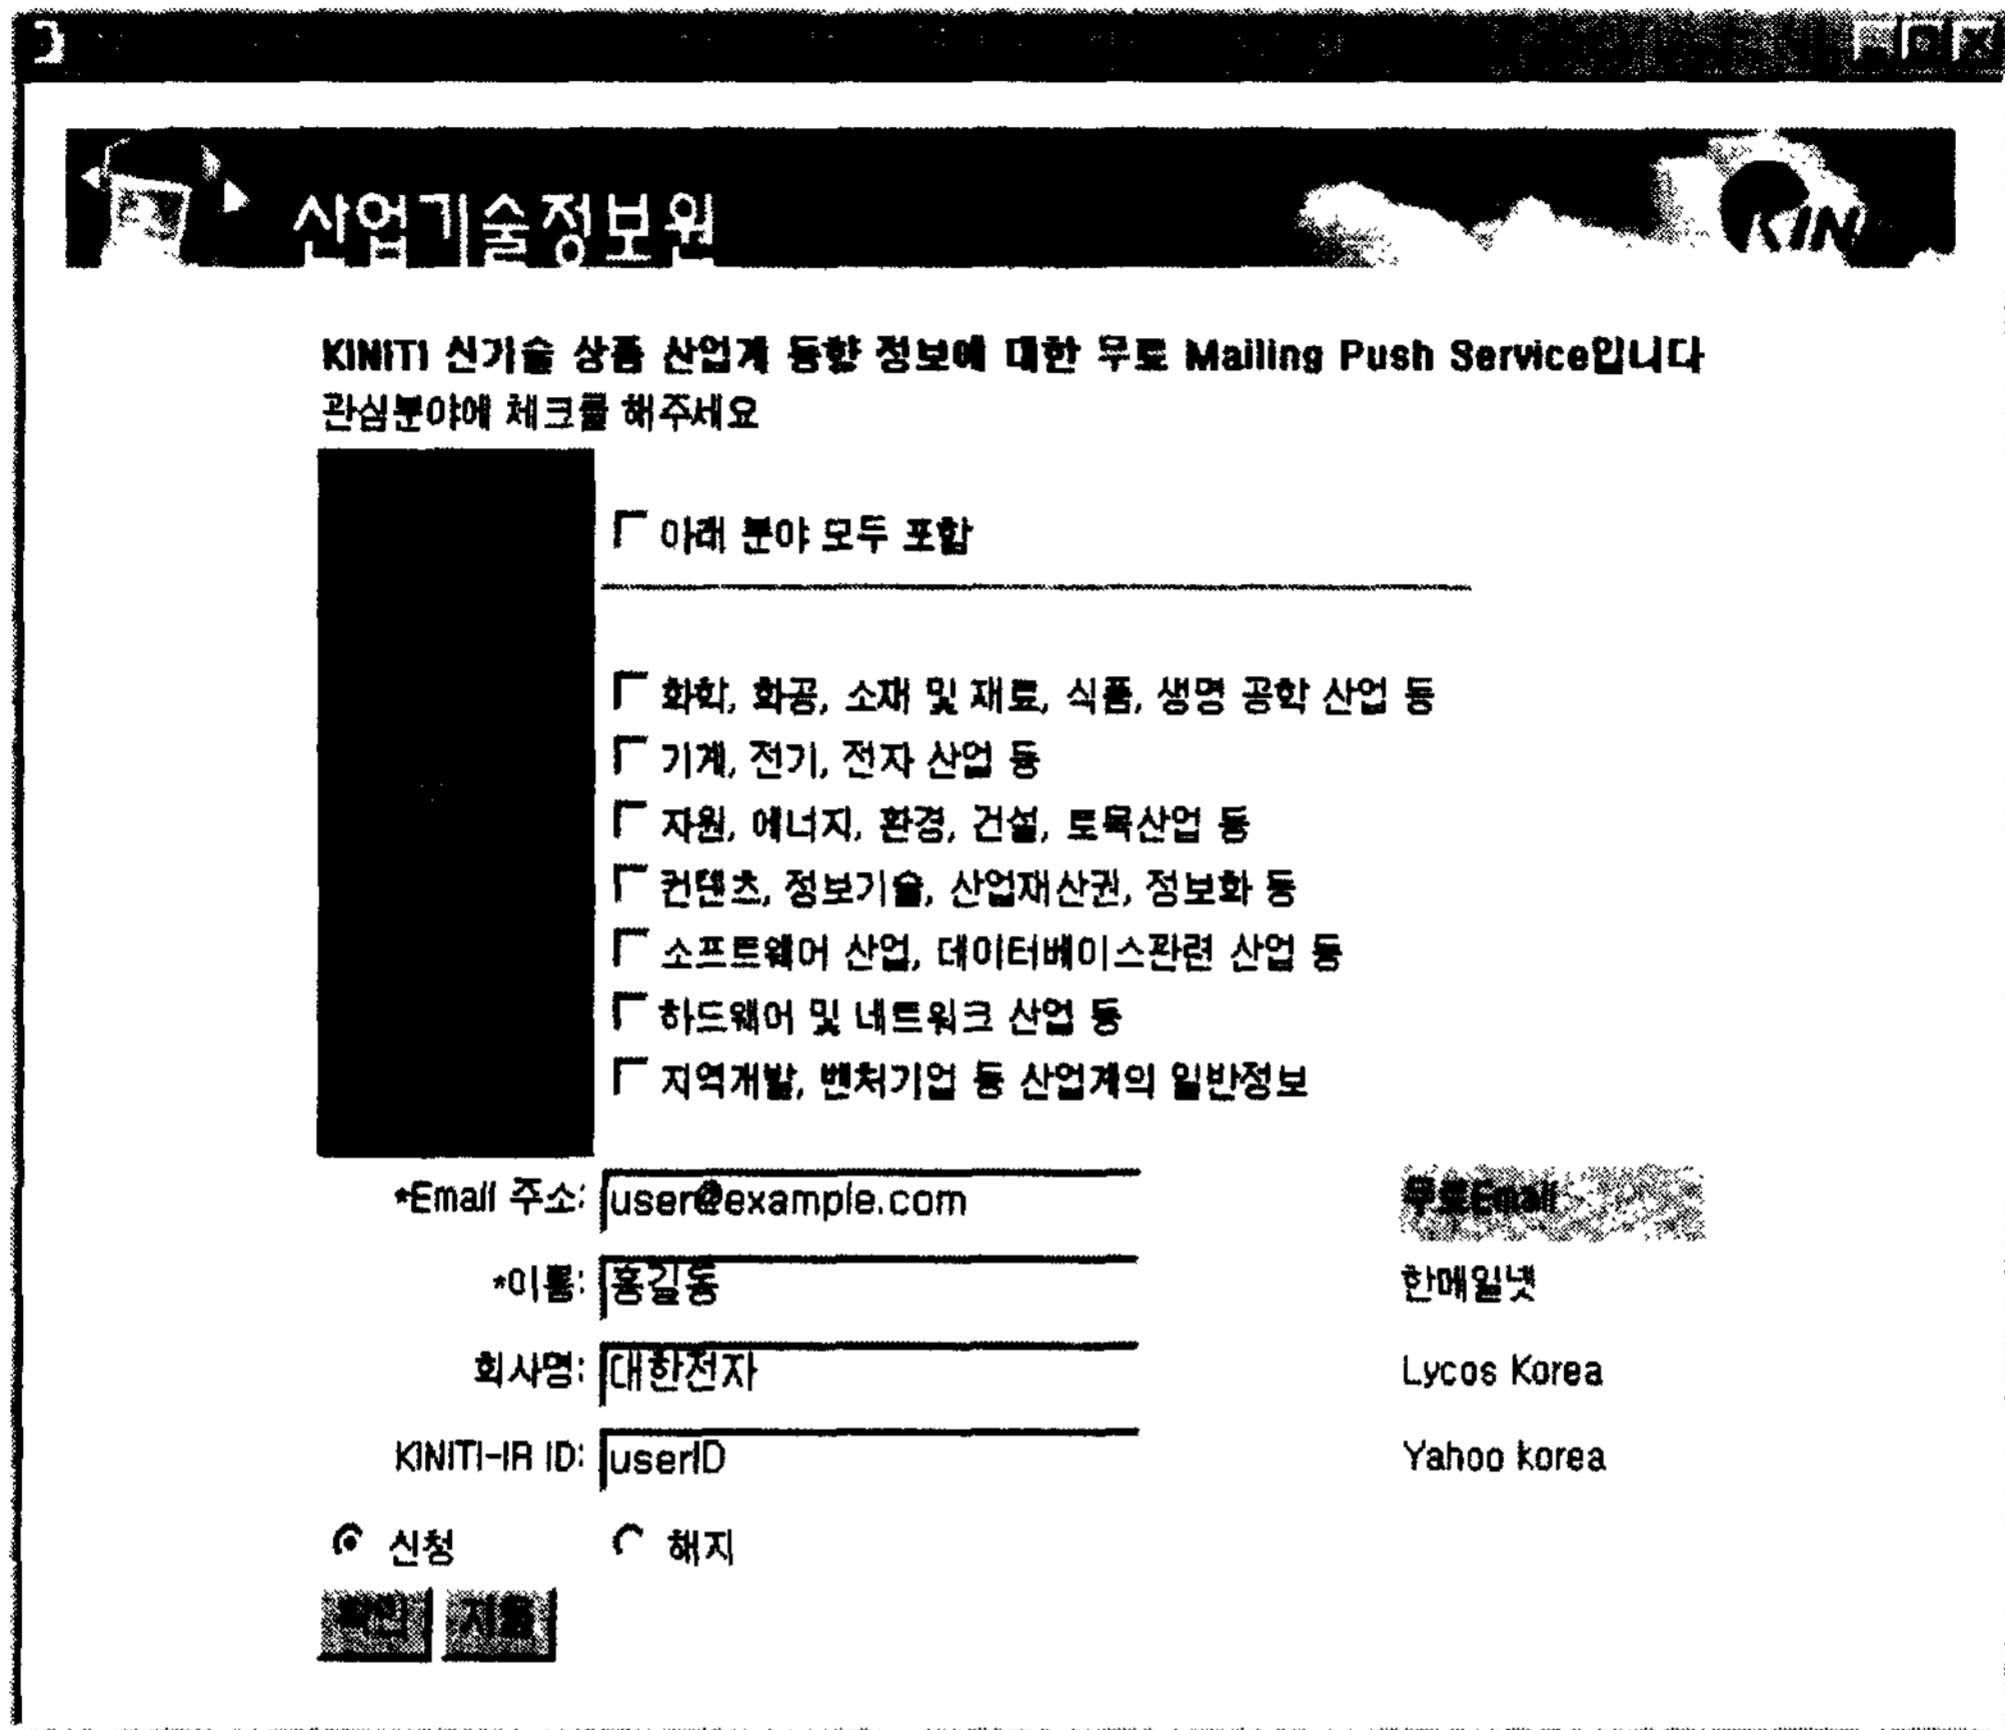 산업기술정보원
KINITI 신기술 상품 산업계 동향 정보에 대한 무료 Mailing Push Service입니다
관심분야에 체크를 해주세요
아래 분야 모두 포함
화학, 화공, 소재 및 재료, 식품, 생명 공학 산업 등
기계, 전기, 전자 산업 등
자원, 에너지, 환경, 건설, 토목산업 등
컨텐츠, 정보기술, 산업재산권, 정보화 등
소프트웨어 산업, 데이터베이스관련 산업 등
하드웨어 및 네트워크 산업 등
지역개발, 벤처기업 등 산업계의 일반정보
*Email 주소: user@example.com 무료Email
*이름: 홍길동 한메일넷
회사명: 대한전자 Lycos Korea
KINITI-IR ID: userID Yahoo korea
신청 해지
확인 지움